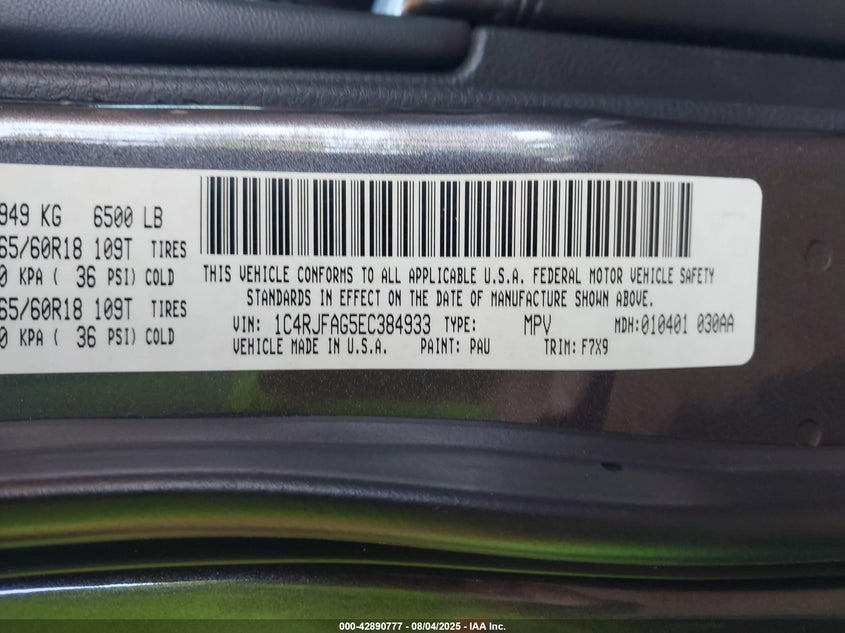 949 KG 6500 LB
65/60R18 109T TIRES
0 KPA ( 36 PSI) COLD
65/60R18 109T TIRES
0 KPA ( 36 PSI) COLD
THIS VEHICLE CONFORMS TO ALL APPLICABLE U.S.A. FEDERAL MOTOR VEHICLE SAFETY
STANDARDS IN EFFECT ON THE DATE OF MANUFACTURE SHOWN ABOVE.
VIN: 1C4RJFAG5EC384933 TYPE: MPV MDH:010401 030AA
VEHICLE MADE IN U.S.A. PAINT: PAU TRIM: F7X9
000-42890777 - 08/04/2025 - IAA Inc.